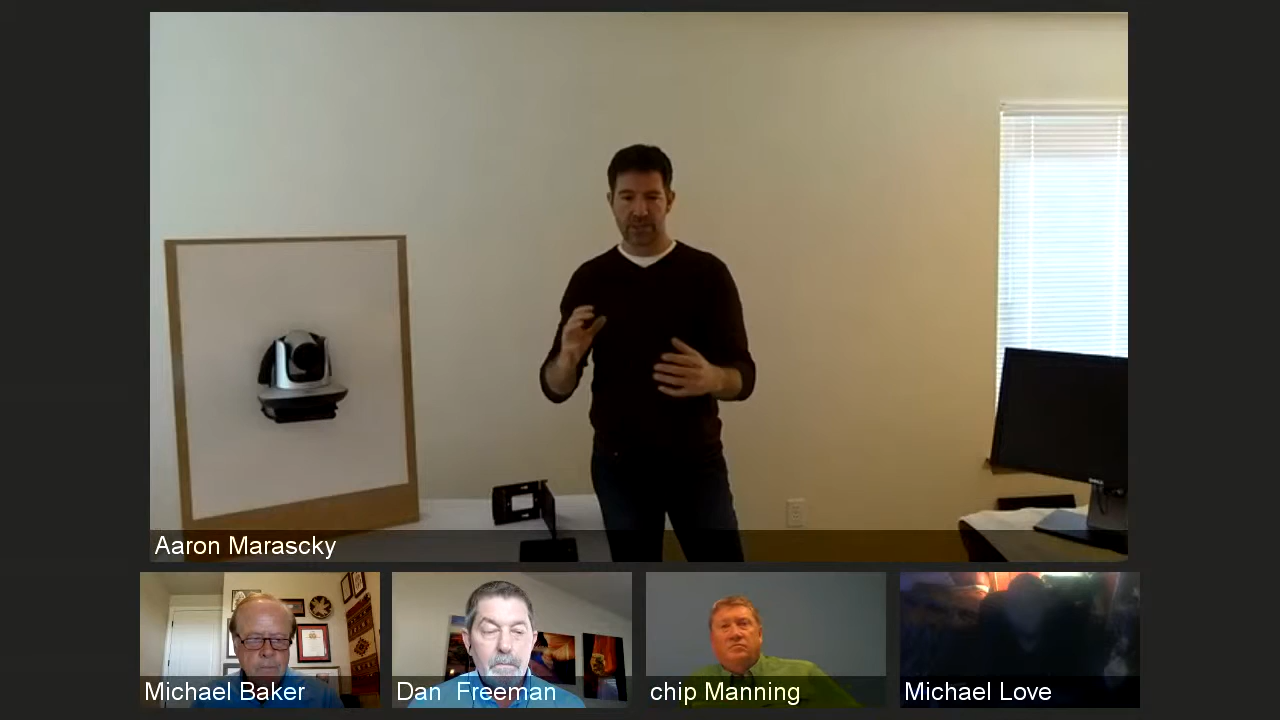 Aaron Marascky
Michael Baker
Dan Freeman
chip Manning
Michael Love